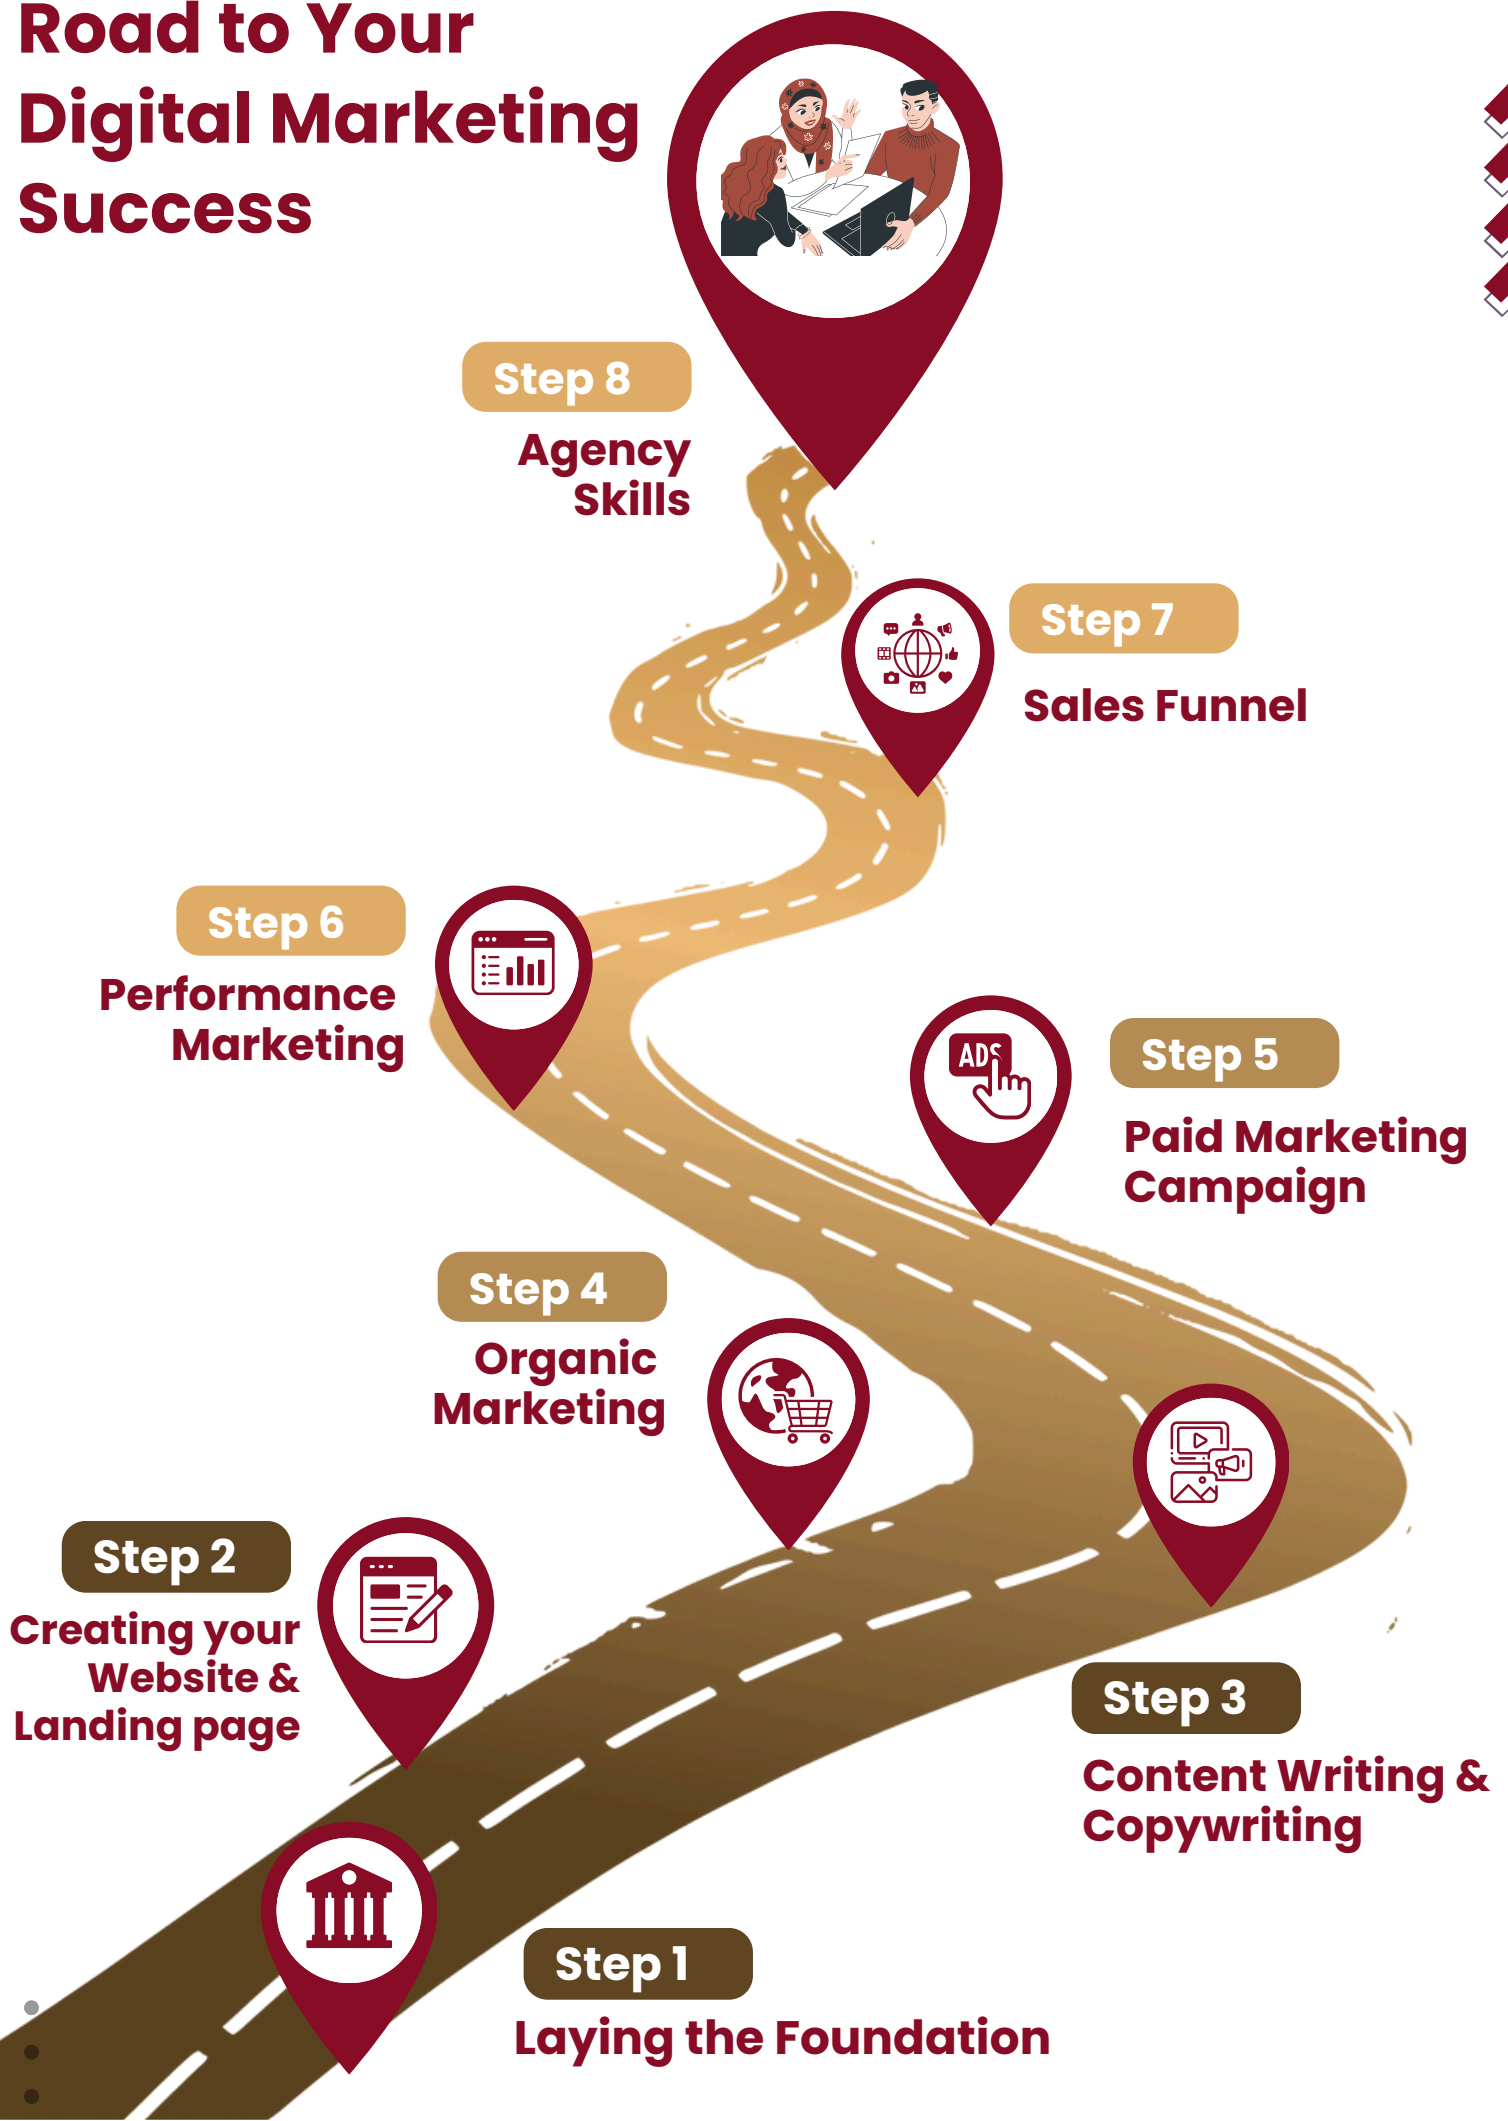 Road to Your
Digital Marketing
Success
Step 8
Agency
Skills
Step 7
Sales Funnel
Step 6
Performance
Marketing
ADS
Step 5
Paid Marketing
Campaign
Step 4
Organic
Marketing
Step 2
Creating your
Website &
Landing page
Step 3
Content Writing &
Copywriting
Step 1
Laying the Foundation